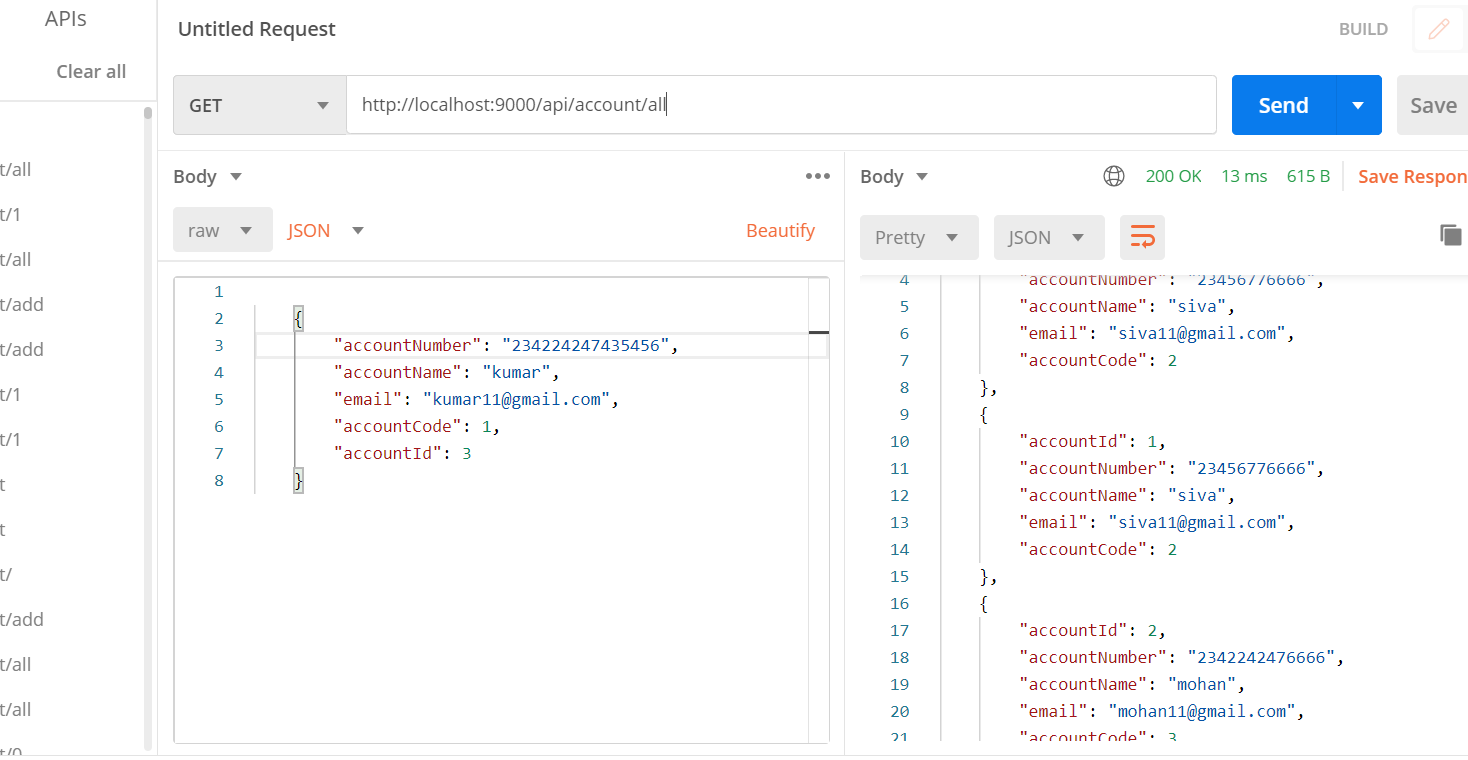 APIs
Clear all
t/all
t/1
t/all
t/add
t/add
t/1
t/1
t
t
t/
t/add
t/all
t/all
t/0
Untitled Request
BUILD
GET
http://localhost:9000/api/account/all
Send
Save
Body
raw
JSON
Beautify
1
2 {
3 "accountNumber": "234224247435456",
4 "accountName": "kumar",
5 "email": "kumar11@gmail.com",
6 "accountCode": 1,
7 "accountId": 3
8 }
Body
200 OK 13 ms 615 B Save Respon
Pretty
JSON
4 "accountNumber": "23456776666",
5 "accountName": "siva",
6 "email": "siva11@gmail.com",
7 "accountCode": 2
8 },
9 {
10 "accountId": 1,
11 "accountNumber": "23456776666",
12 "accountName": "siva",
13 "email": "siva11@gmail.com",
14 "accountCode": 2
15 },
16 {
17 "accountId": 2,
18 "accountNumber": "2342242476666",
19 "accountName": "mohan",
20 "email": "mohan11@gmail.com",
21 "accountCode": 3